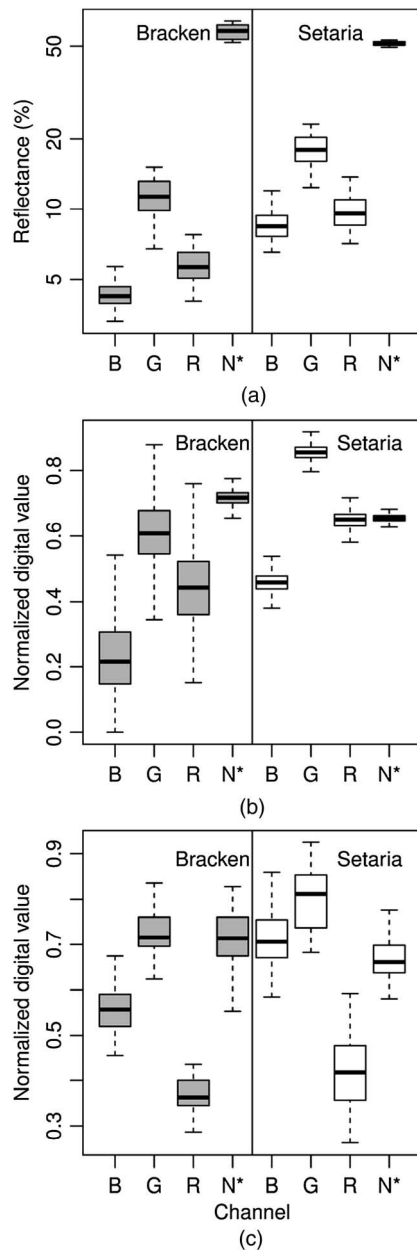 Bracken Setaria
Reflectance (%)
50
20
10
5
B G R N* B G R N*
(a)
Bracken Setaria
Normalized digital value
0.8
0.6
0.4
0.2
0.0
B G R N* B G R N*
(b)
Bracken Setaria
Normalized digital value
0.9
0.7
0.5
0.3
B G R N* B G R N*
Channel
(c)